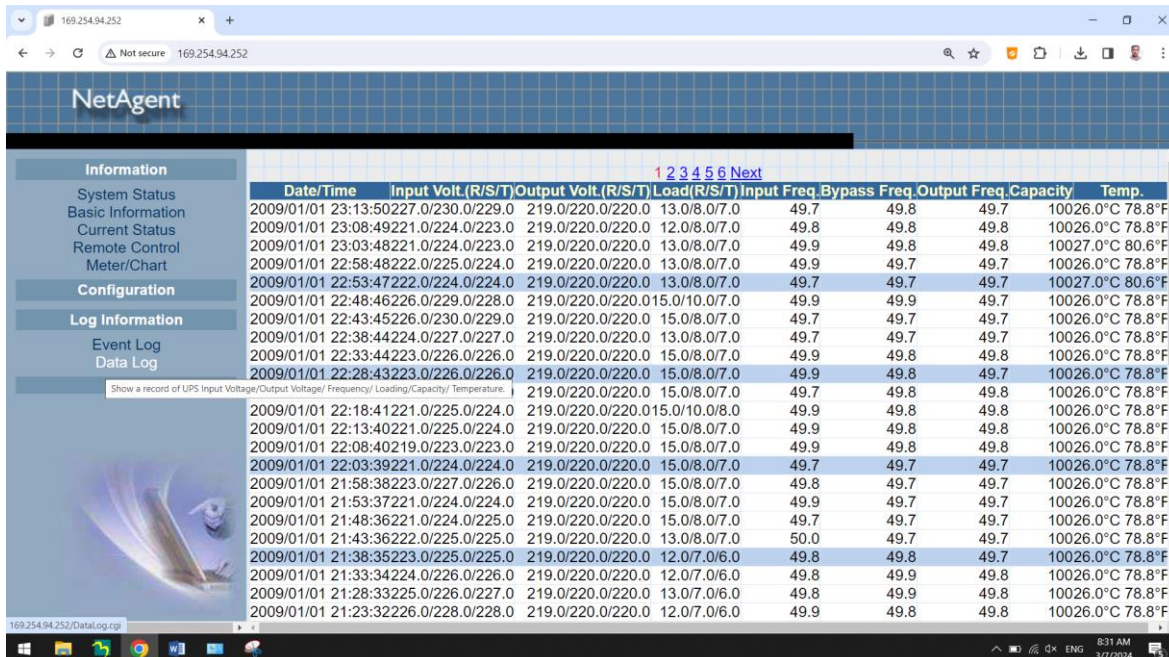 169.254.94.252
Not secure 169.254.94.252
NetAgent
Information
System Status
Basic Information
Current Status
Remote Control
Meter/Chart
Configuration
Log Information
Event Log
Data Log
Show a record of UPS Input Voltage/Output Voltage/ Frequency/ Loading/Capacity/ Temperature.
1 2 3 4 5 6 Next
Date/Time Input Volt.(R/S/T) Output Volt.(R/S/T) Load(R/S/T) Input Freq. Bypass Freq. Output Freq. Capacity Temp.
2009/01/01 23:13:50 227.0/230.0/229.0 219.0/220.0/220.0 13.0/8.0/7.0 49.7 49.8 49.7 100 26.0°C 78.8°F
2009/01/01 23:08:49 221.0/224.0/223.0 219.0/220.0/220.0 12.0/8.0/7.0 49.8 49.8 49.8 100 26.0°C 78.8°F
2009/01/01 23:03:48 221.0/224.0/223.0 219.0/220.0/220.0 13.0/8.0/7.0 49.9 49.8 49.8 100 27.0°C 80.6°F
2009/01/01 22:58:48 222.0/225.0/224.0 219.0/220.0/220.0 13.0/8.0/7.0 49.9 49.7 49.7 100 27.0°C 80.6°F
2009/01/01 22:53:47 222.0/224.0/224.0 219.0/220.0/220.0 13.0/8.0/7.0 49.7 49.7 49.7 100 27.0°C 80.6°F
2009/01/01 22:48:46 226.0/229.0/228.0 219.0/220.0/220.0 15.0/10.0/7.0 49.9 49.9 49.9 100 26.0°C 78.8°F
2009/01/01 22:43:45 226.0/230.0/229.0 219.0/220.0/220.0 15.0/8.0/7.0 49.7 49.7 49.7 100 26.0°C 78.8°F
2009/01/01 22:38:44 224.0/227.0/227.0 219.0/220.0/220.0 13.0/8.0/7.0 49.7 49.7 49.7 100 26.0°C 78.8°F
2009/01/01 22:33:44 223.0/226.0/226.0 219.0/220.0/220.0 15.0/8.0/7.0 49.9 49.8 49.8 100 26.0°C 78.8°F
2009/01/01 22:28:43 223.0/226.0/226.0 219.0/220.0/220.0 15.0/8.0/7.0 49.9 49.8 49.7 100 26.0°C 78.8°F
219.0/220.0/220.0 15.0/8.0/7.0 49.7 49.8 49.8 100 26.0°C 78.8°F
2009/01/01 22:18:41 221.0/225.0/224.0 219.0/220.0/220.0 15.0/10.0/8.0 49.9 49.8 49.8 100 26.0°C 78.8°F
2009/01/01 22:13:40 221.0/225.0/224.0 219.0/220.0/220.0 15.0/8.0/7.0 49.9 49.8 49.8 100 26.0°C 78.8°F
2009/01/01 22:08:40 219.0/223.0/223.0 219.0/220.0/220.0 15.0/8.0/7.0 49.9 49.8 49.8 100 26.0°C 78.8°F
2009/01/01 22:03:39 221.0/224.0/224.0 219.0/220.0/220.0 15.0/8.0/7.0 49.7 49.7 49.7 100 26.0°C 78.8°F
2009/01/01 21:58:38 223.0/227.0/226.0 219.0/220.0/220.0 15.0/8.0/7.0 49.8 49.7 49.8 100 26.0°C 78.8°F
2009/01/01 21:53:37 221.0/224.0/224.0 219.0/220.0/220.0 15.0/8.0/7.0 49.9 49.7 49.7 100 26.0°C 78.8°F
2009/01/01 21:48:36 221.0/224.0/225.0 219.0/220.0/220.0 15.0/8.0/7.0 49.7 49.7 49.7 100 26.0°C 78.8°F
2009/01/01 21:43:36 222.0/225.0/225.0 219.0/220.0/220.0 13.0/8.0/7.0 50.0 49.7 49.7 100 26.0°C 78.8°F
2009/01/01 21:38:35 223.0/225.0/225.0 219.0/220.0/220.0 12.0/7.0/6.0 49.8 49.8 49.7 100 26.0°C 78.8°F
2009/01/01 21:33:34 224.0/226.0/226.0 219.0/220.0/220.0 12.0/7.0/6.0 49.8 49.9 49.8 100 26.0°C 78.8°F
2009/01/01 21:28:33 225.0/226.0/227.0 219.0/220.0/220.0 13.0/7.0/6.0 49.8 49.8 49.8 100 26.0°C 78.8°F
2009/01/01 21:23:32 226.0/228.0/228.0 219.0/220.0/220.0 12.0/7.0/6.0 49.9 49.8 49.8 100 26.0°C 78.8°F
169.254.94.252/DataLog.cgi
ENG
8:31 AM
3/7/2024